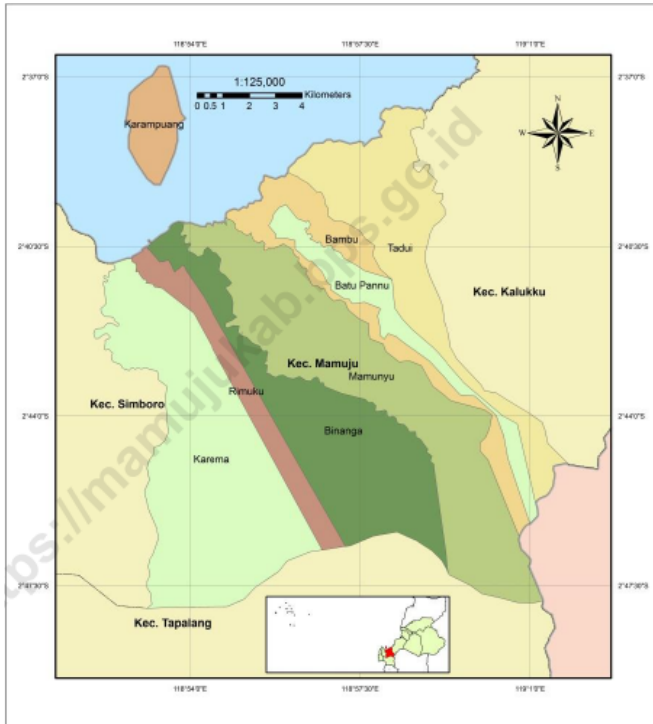 118°54'0"E 118°57'30"E 119°1'0"E
2°37'0"S 2°37'0"S
1:125,000
Kilometers
0 0.5 1 2 3 4
N
W E
S
Karampuang
2°40'30"S 2°40'30"S
Bambu
Tadui
Batu Pannu
Kec. Kalukku
Kec. Mamuju
Mamunyu
Rimuku
Kec. Simboro
2°44'0"S 2°44'0"S
Binanga
Karema
2°47'30"S 2°47'30"S
Kec. Tapalang
118°54'0"E 118°57'30"E 119°1'0"E
https://mamujukab.bps.go.id